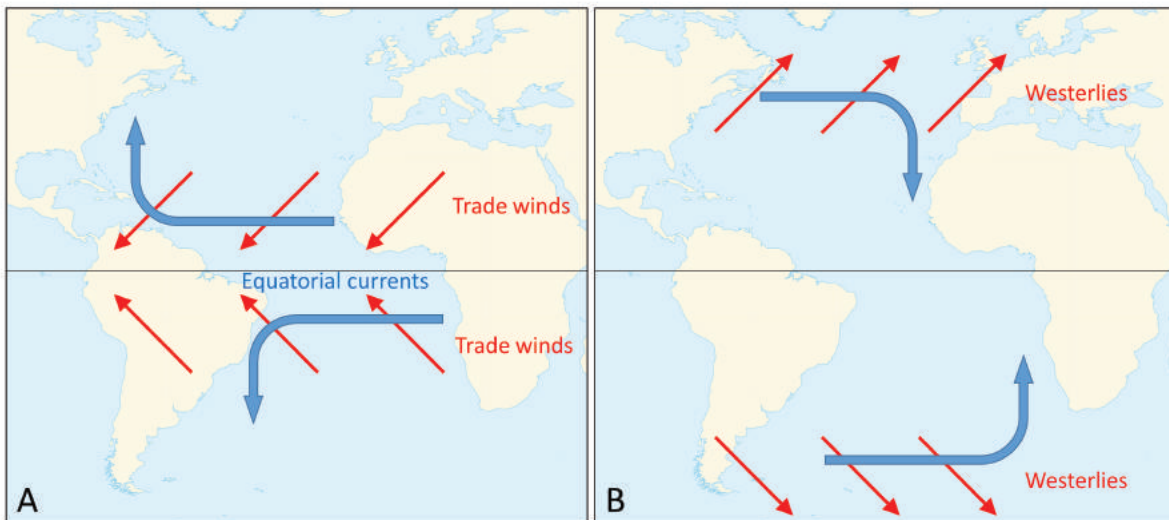 Trade winds
Equatorial currents
Trade winds
A
Westerlies
Westerlies
B